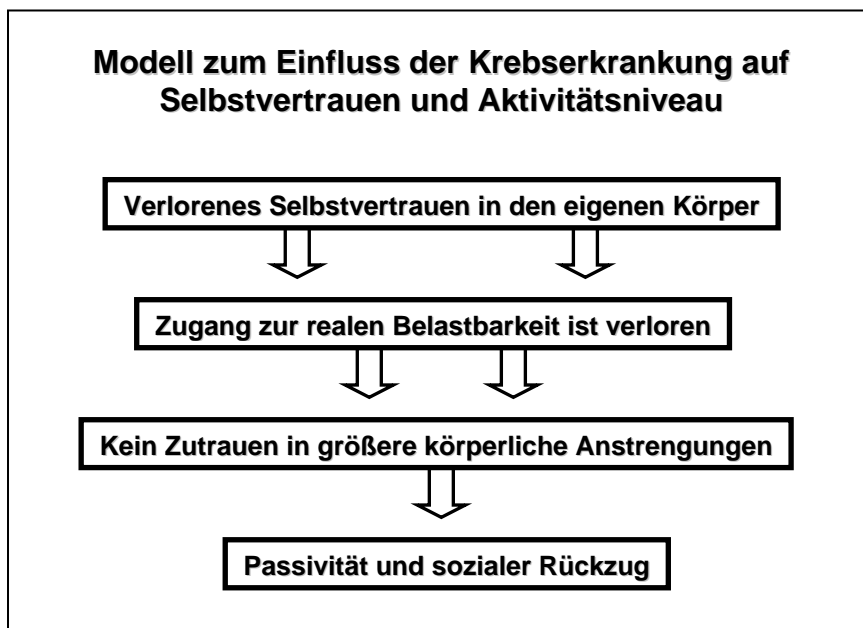 Modell zum Einfluss der Krebserkrankung auf
Selbstvertrauen und Aktivitätsniveau
Verlorenes Selbstvertrauen in den eigenen Körper
Zugang zur realen Belastbarkeit ist verloren
Kein Zutrauen in größere körperliche Anstrengungen
Passivität und sozialer Rückzug